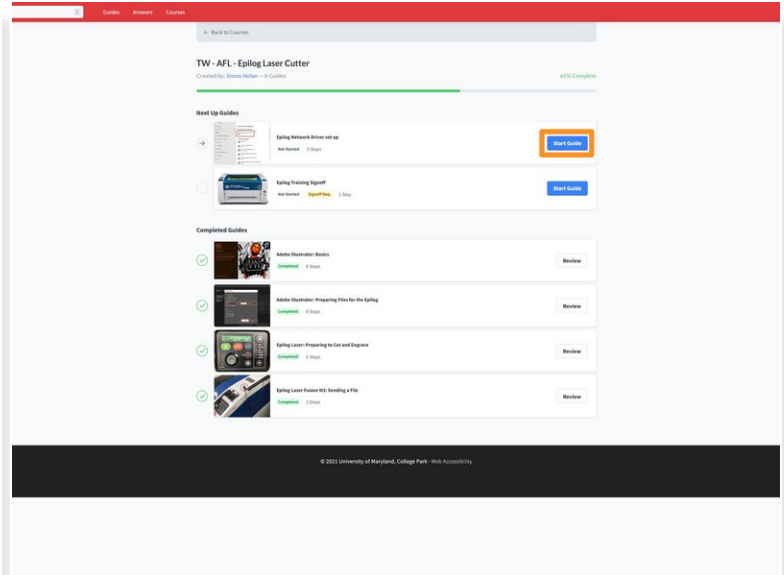 Guides Answers Courses
← Back to Courses
TW - AFL - Epilog Laser Cutter
Created by: Jimmy Nolan — 6 Guides
66% Complete
Next Up Guides
Epilog Network Driver set up
Not Started 3 Steps
Start Guide
Epilog Training Signoff
Not Started Signoff Req. 1 Step
Start Guide
Completed Guides
Adobe Illustrator: Basics
Completed 6 Steps
Review
Adobe Illustrator: Preparing Files for the Epilog
Completed 6 Steps
Review
Epilog Laser: Preparing to Cut and Engrave
Completed 6 Steps
Review
Epilog Laser Fusion M2: Sending a File
Completed 3 Steps
Review
© 2021 University of Maryland, College Park · Web Accessibility